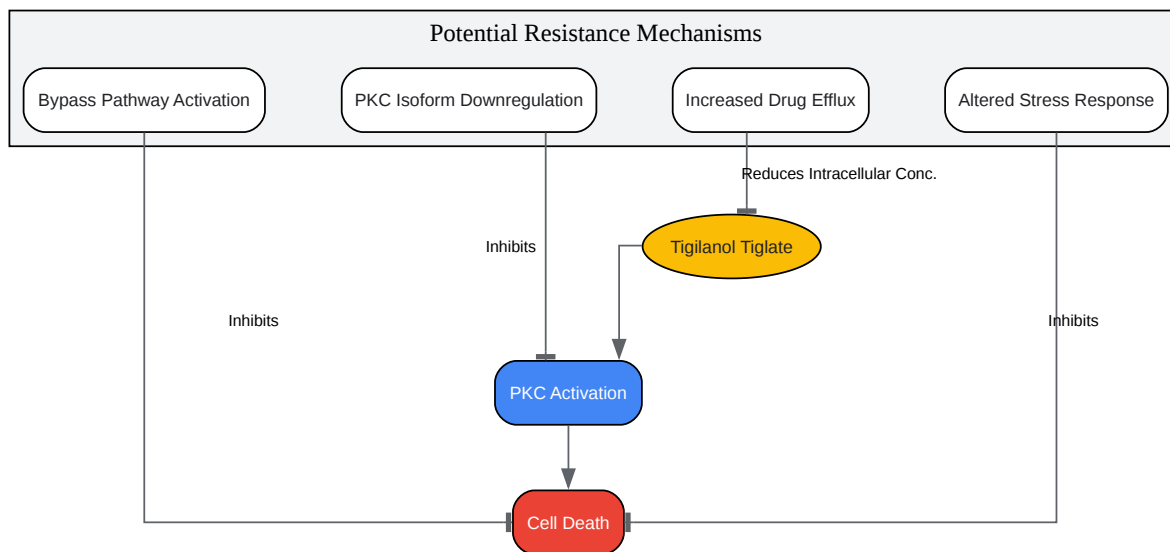 Potential Resistance Mechanisms
Bypass Pathway Activation
PKC Isoform Downregulation
Increased Drug Efflux
Altered Stress Response
Reduces Intracellular Conc.
Inhibits
Tigilanol Tiglate
Inhibits
Inhibits
PKC Activation
Cell Death